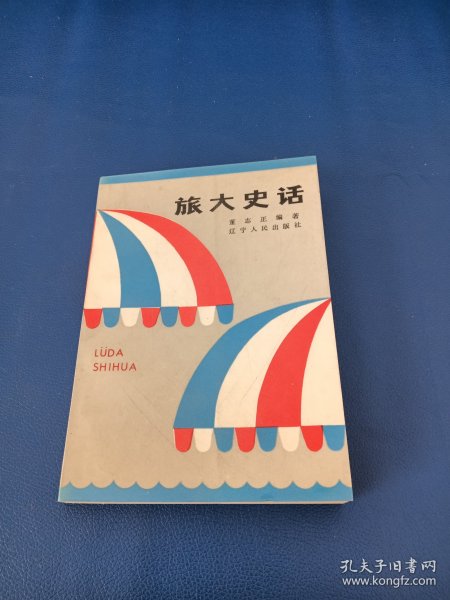 旅大史话
董志正编著
辽宁人民出版社
LÜDA
SHIHUA
孔夫子旧书网
www.kongfz.com